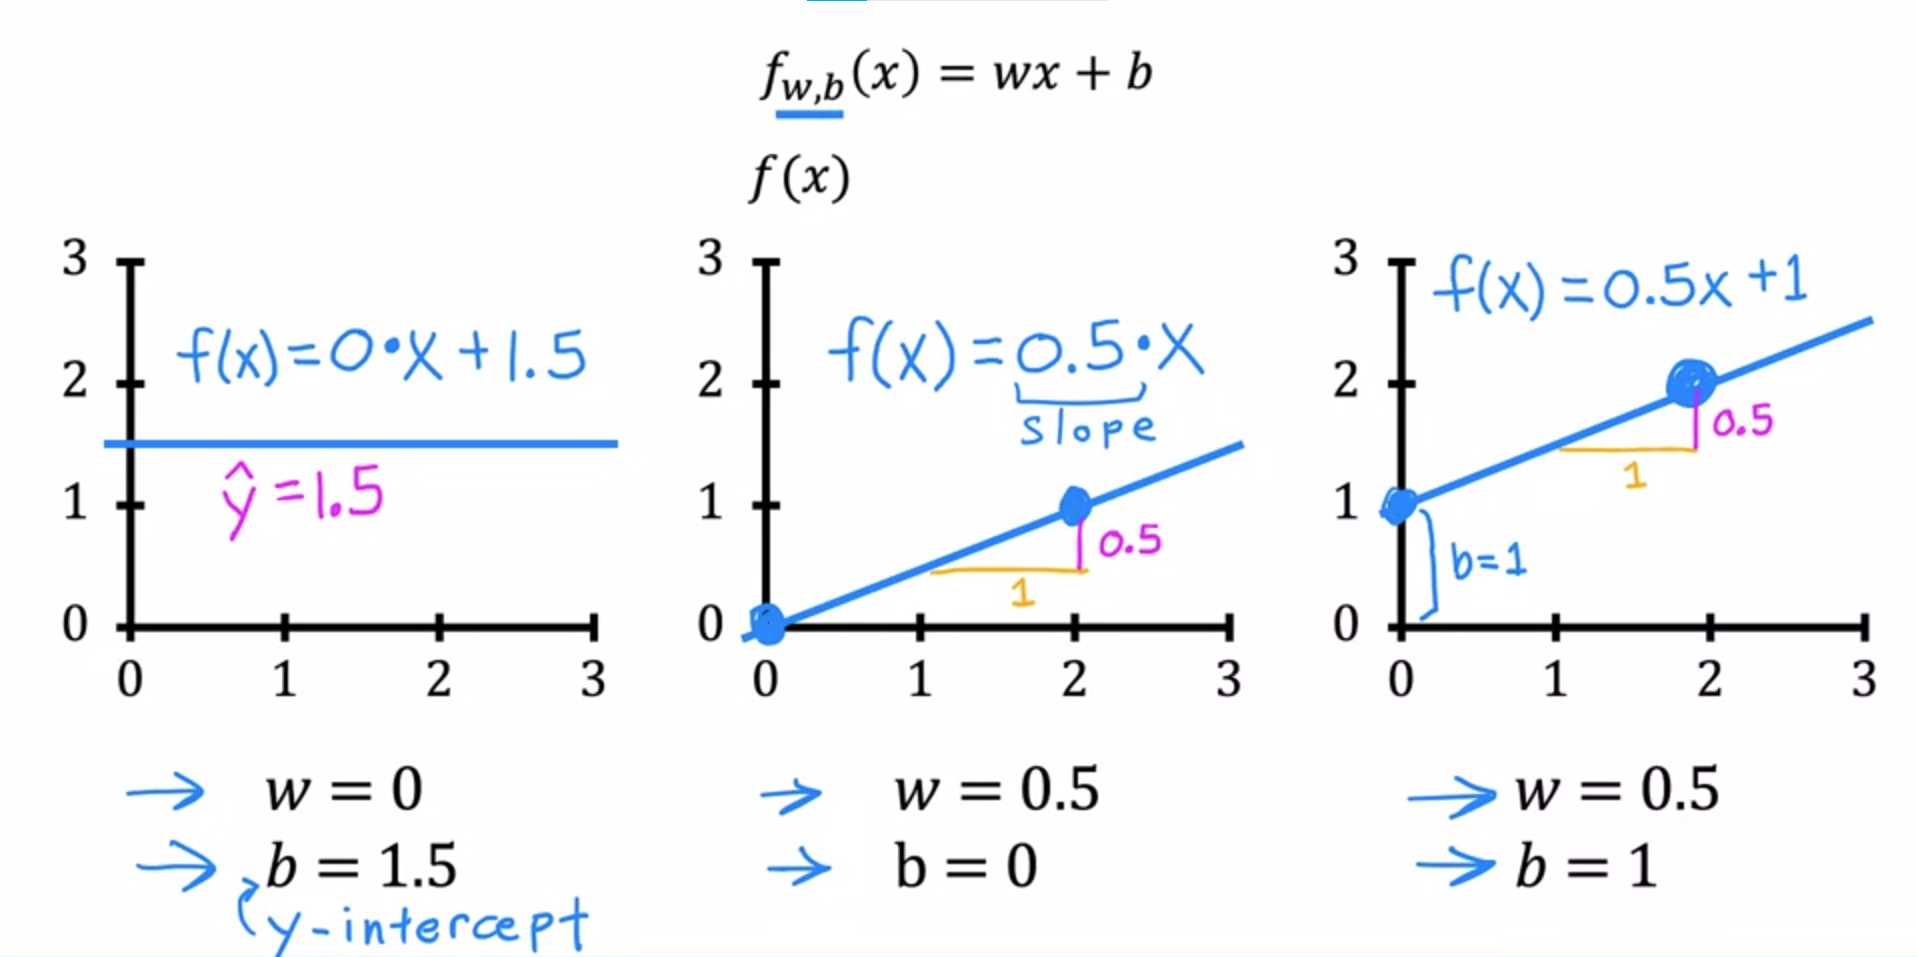 f_{w,b}(x) = wx + b
f(x)
3
2
1
0
0 1 2 3
f(x)=0·x+1.5
ŷ=1.5
→ w = 0
→ b = 1.5
y-intercept
3
2
1
0
0 1 2 3
f(x)=0.5·x
slope
0.5
1
→ w = 0.5
→ b = 0
3
2
1
0
0 1 2 3
f(x)=0.5x+1
0.5
1
b=1
→ w = 0.5
→ b = 1